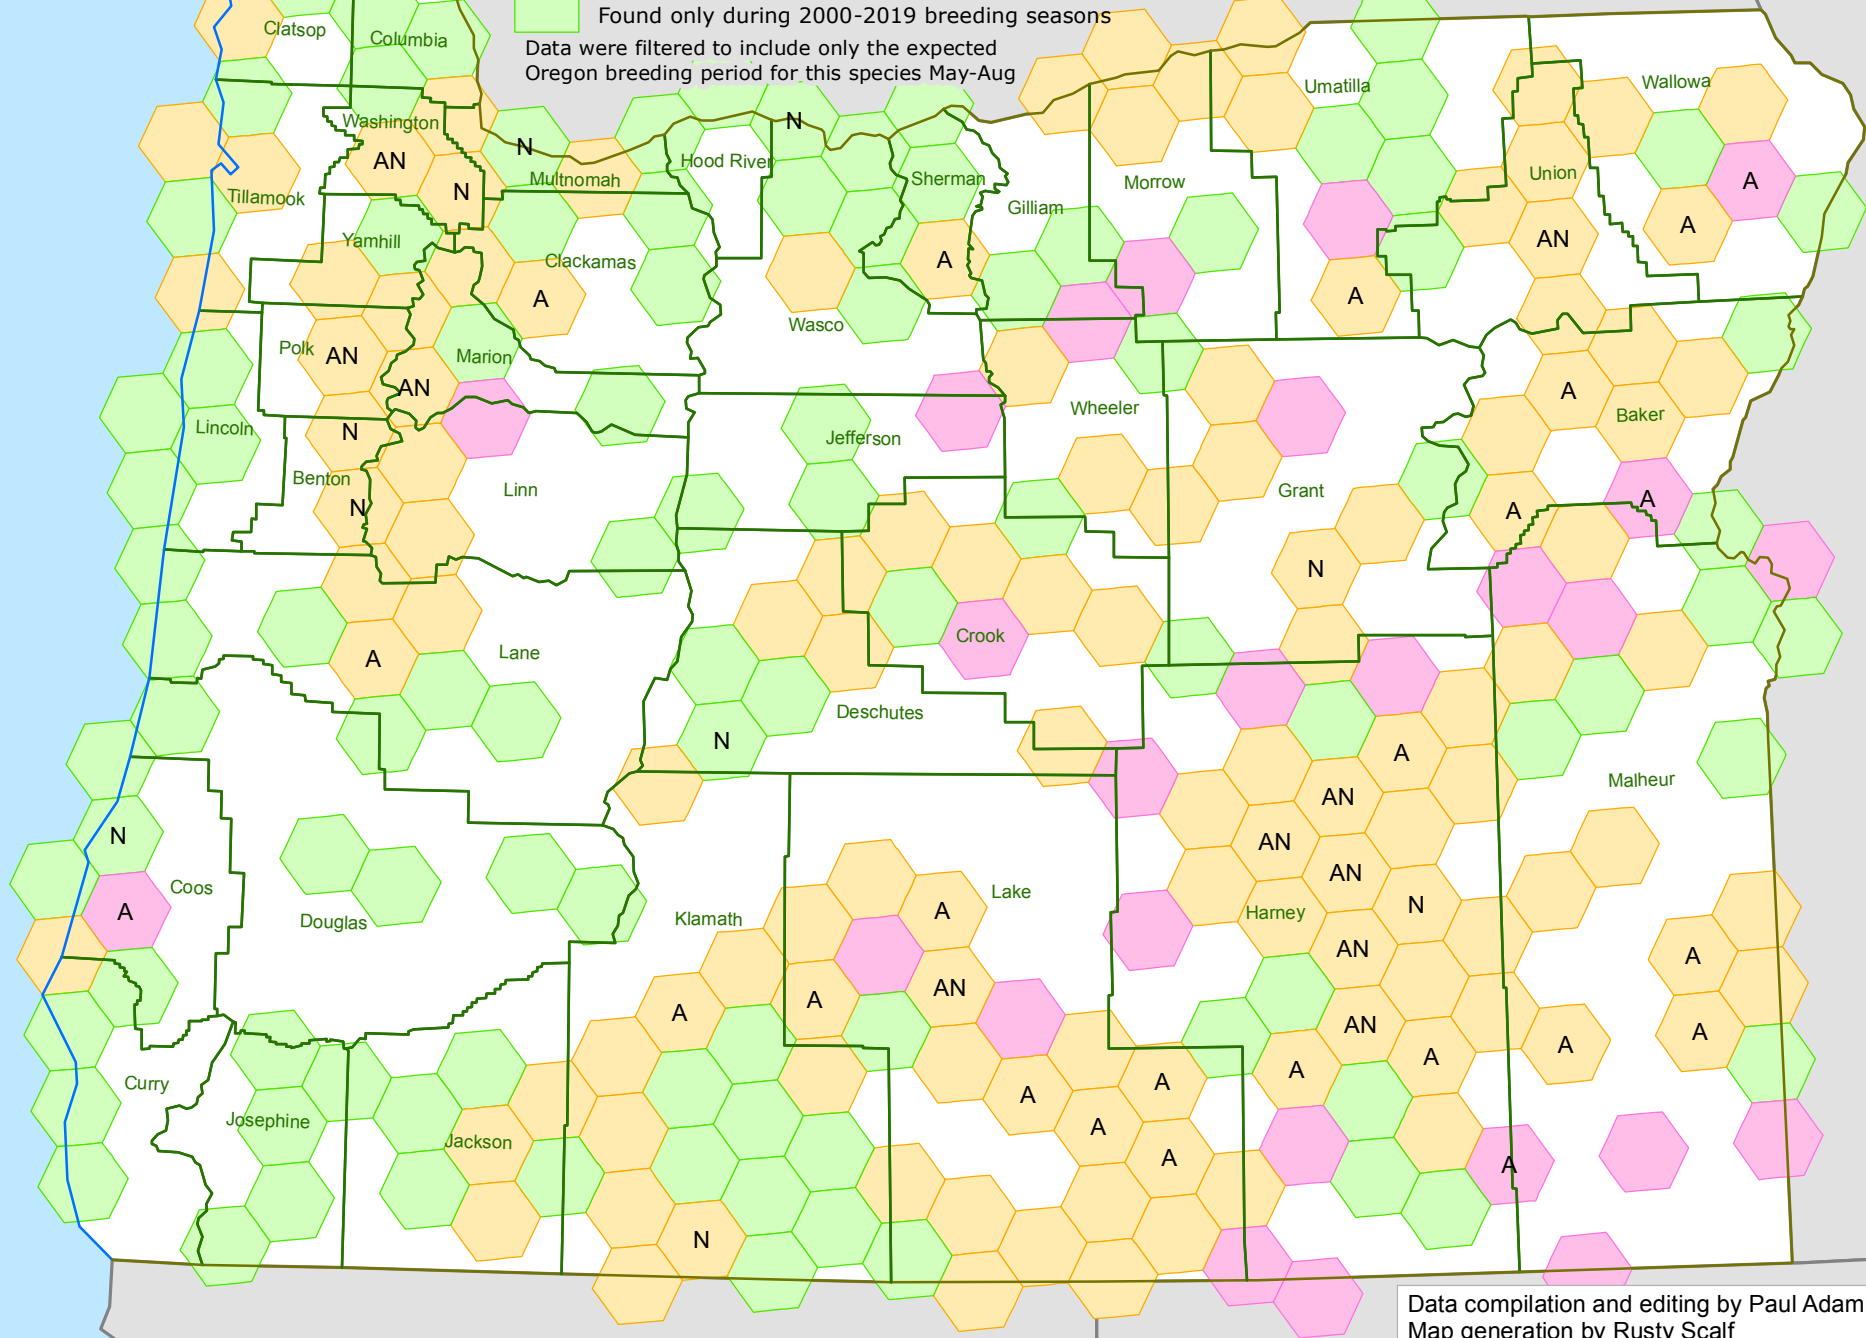 Found only during 2000-2019 breeding seasons
Data were filtered to include only the expected
Oregon breeding period for this species May-Aug
Clatsop
Columbia
Umatilla
Wallowa
Washington
N
N
AN
Hood River
Multnomah
N
Tillamook
Sherman
Morrow
Union
A
Gilliam
A
Yamhill
AN
Clackamas
A
A
A
Wasco
Polk
AN
Marion
AN
A
Wheeler
Baker
Lincoln
N
Jefferson
Benton
Linn
Grant
A
N
A
N
Crook
A
Lane
Deschutes
N
A
Malheur
AN
N
AN
AN
Coos
Lake
A
A
N
Douglas
Klamath
Harney
AN
A
AN
A
A
AN
A
A
A
Curry
A
A
A
A
Josephine
Jackson
A
A
A
N
Data compilation and editing by Paul Adam
Map generation by Rusty Scalf